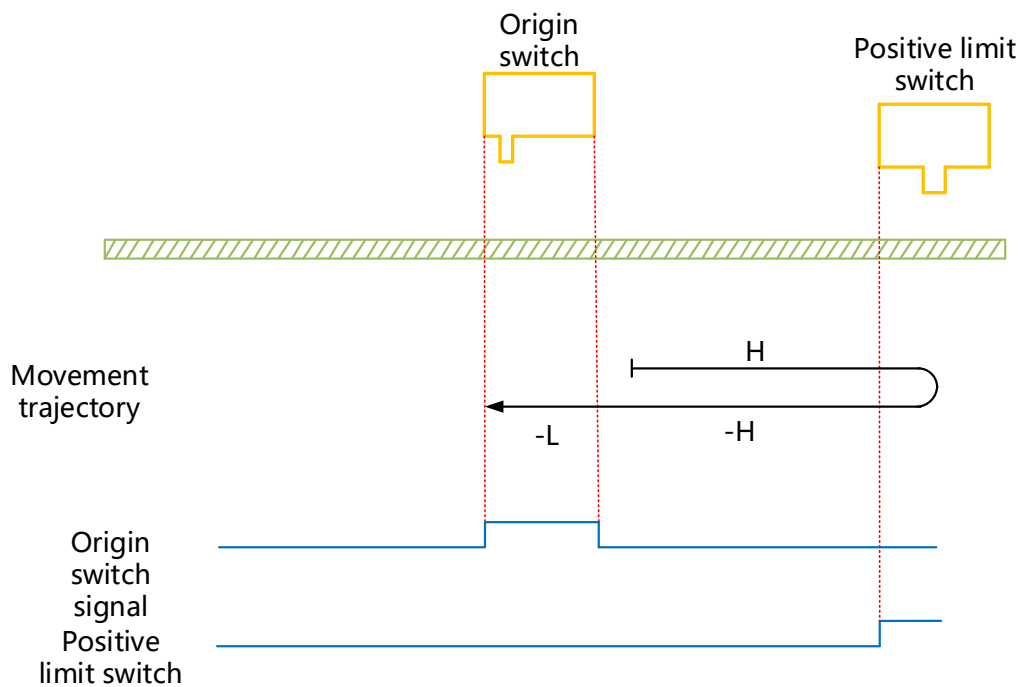 Origin
switch
Positive limit
switch
H
Movement
trajectory
-L
-H
Origin
switch
signal
Positive
limit switch